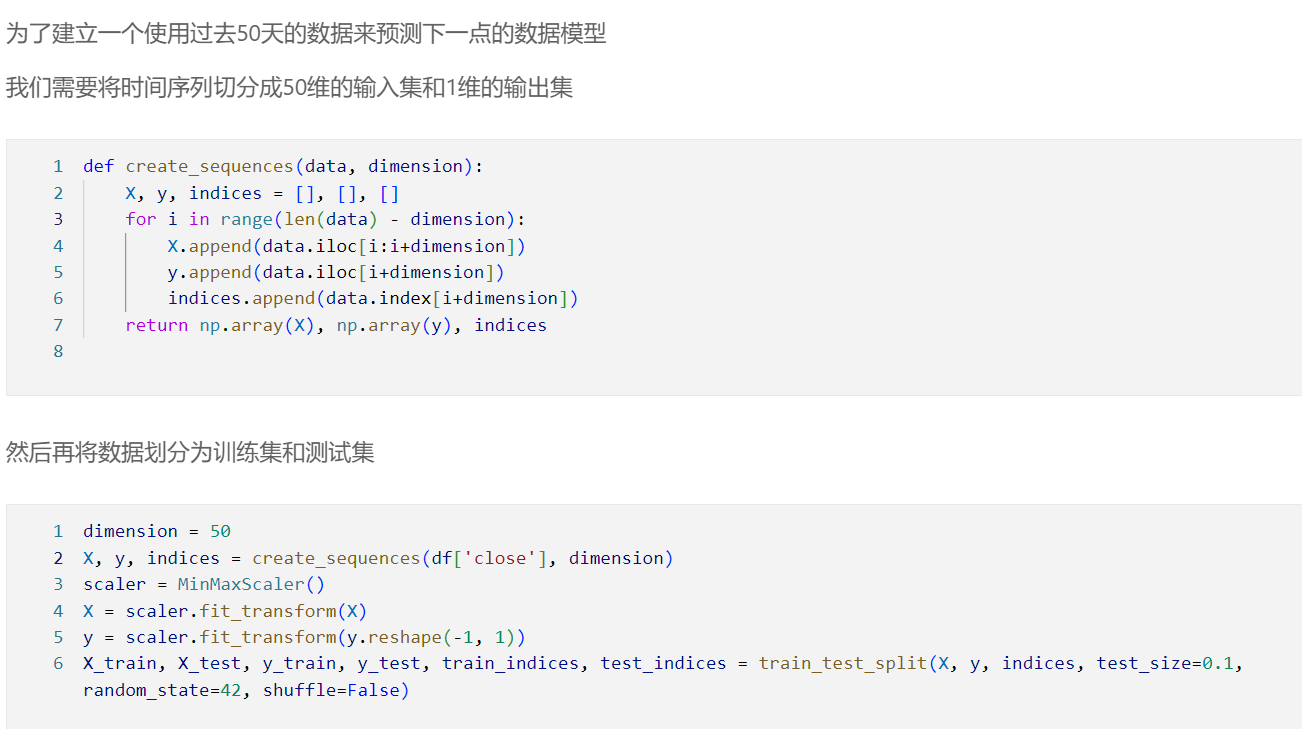 为了建立一个使用过去50天的数据来预测下一点的数据模型
我们需要将时间序列切分成50维的输入集和1维的输出集
1 def create_sequences(data, dimension):
2     X, y, indices = [], [], []
3     for i in range(len(data) - dimension):
4         X.append(data.iloc[i:i+dimension])
5         y.append(data.iloc[i+dimension])
6         indices.append(data.index[i+dimension])
7     return np.array(X), np.array(y), indices
8
然后再将数据划分为训练集和测试集
1 dimension = 50
2 X, y, indices = create_sequences(df['close'], dimension)
3 scaler = MinMaxScaler()
4 X = scaler.fit_transform(X)
5 y = scaler.fit_transform(y.reshape(-1, 1))
6 X_train, X_test, y_train, y_test, train_indices, test_indices = train_test_split(X, y, indices, test_size=0.1,
random_state=42, shuffle=False)